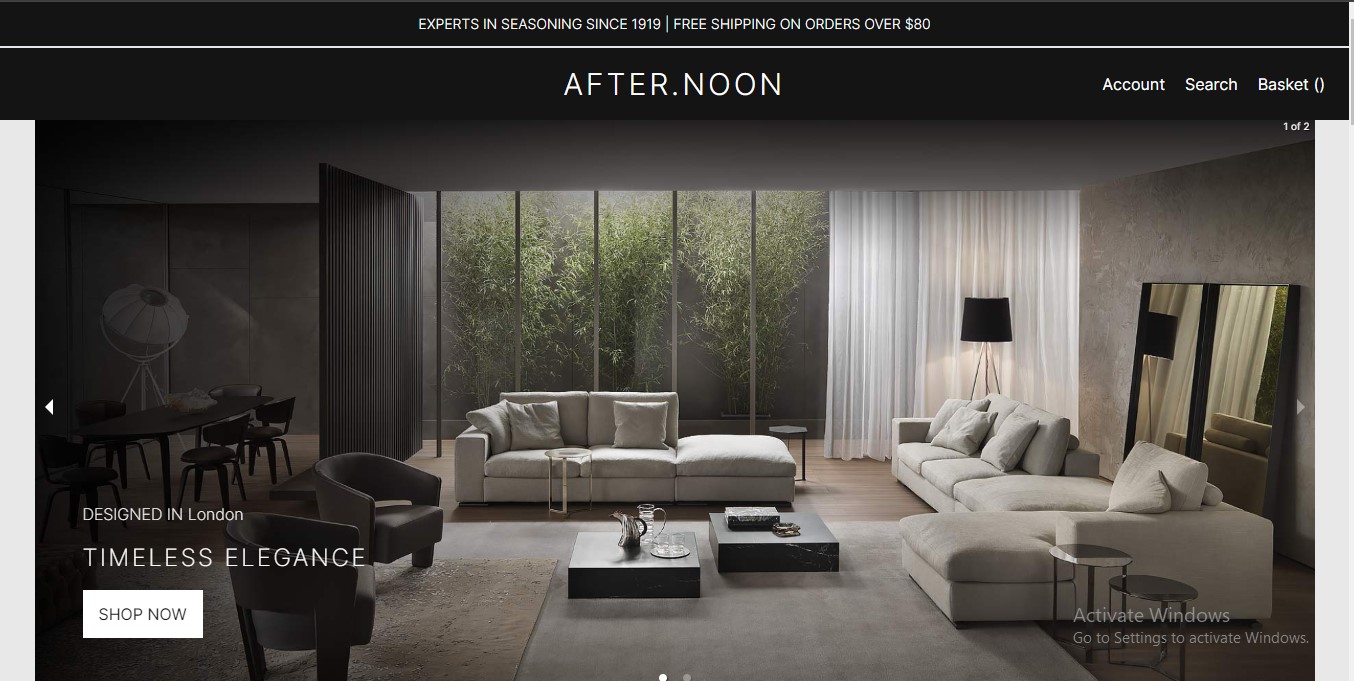 EXPERTS IN SEASONING SINCE 1919 | FREE SHIPPING ON ORDERS OVER $80
AFTER.NOON
Account Search Basket ()
1 of 2
DESIGNED IN London
TIMELESS ELEGANCE
SHOP NOW
Activate Windows
Go to Settings to activate Windows.